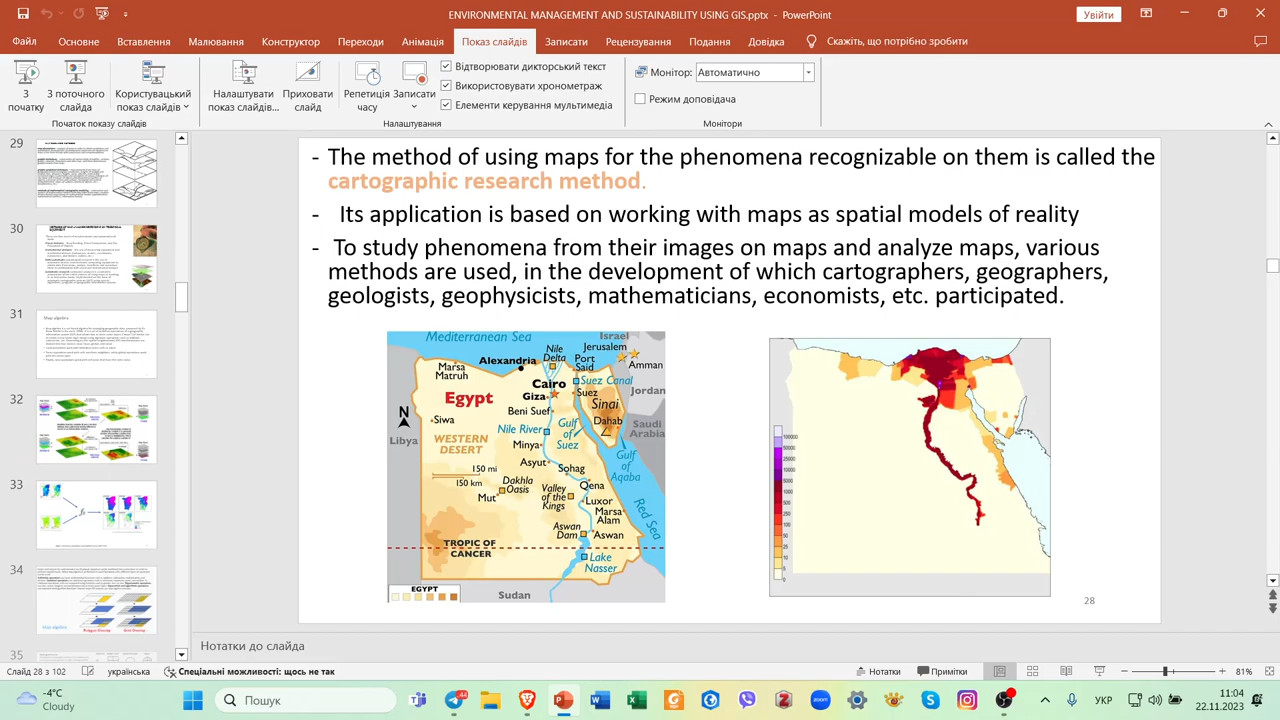 ENVIRONMENTAL MANAGEMENT AND SUSTAINABILITY USING GIS.pptx - PowerPoint
Увійти
Файл Основне Вставлення Малювання Конструктор Переходи Анімація Показ слайдів Записати Рецензування Подання Довідка Скажіть, що потрібно зробити
З початку
З поточного слайда
Користувацький показ слайдів
Початок показу слайдів
Налаштувати показ слайдів...
Приховати слайд
Репетиція часу
Записати
Відтворювати дикторський текст
Використовувати хронометраж
Елементи керування мультимедіа
Налаштування
Монітор: Автоматично
Режим доповідача
Монітори
29
30
31
Map algebra
32
33
34
Map algebra
Polygon Overlay
Grid Overlay
35
- The method of using maps for the phenomena recognizable on them is called the
cartographic research method.
- Its application is based on working with maps as spatial models of reality
- To study phenomena from their images on maps and analyze maps, various
methods are used, in the development of which cartographers, geographers,
geologists, geophysicists, mathematicians, economists, etc. participated.
Mediterranean Sea
Israel
Jerusalem
Amman
Nile
Delta
Port
Said
Alexandria
Marsa
Matruh
Cairo
Suez Canal
Jordan
Giza
Suez
Egypt
Sinai
N
Beni Suef
Siwa
Dahab
Saudi
Arabia
Nile River
Gulf
of
Suez
Libya
WESTERN
DESERT
Minya
Gulf
of
Aqaba
Asyut
150 mi
Sohag
150 km
Dakhla
Oasis
Qena
Mut
Valley
of the
Kings
Luxor
Red Sea
Marsa
Alam
Aswan
Dam
Aswan
TROPIC OF
CANCER
Lake
Nasser
EGYPT
Sudan
28
Нотатки до слайда
Слайд 28 з 102 українська Спеціальні можливості: щось не так
Нотатки Примітки 81%
-4°C
Cloudy
Пошук
44
zoom
УКР
11:04
22.11.2023